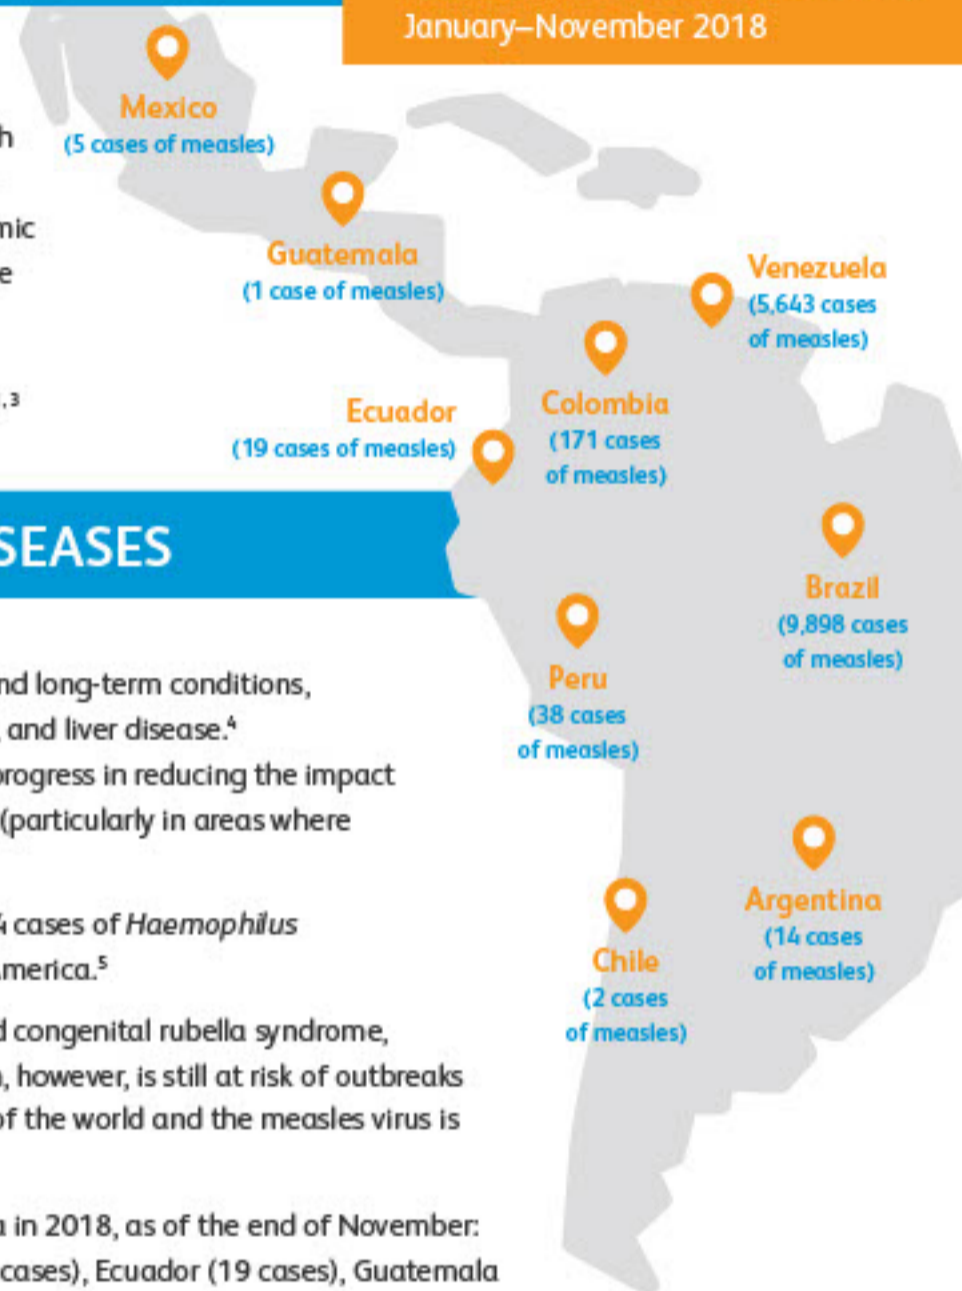 January–November 2018
Mexico
(5 cases of measles)
Guatemala
(1 case of measles)
Venezuela
(5,643 cases
of measles)
Colombia
(171 cases
of measles)
Ecuador
(19 cases of measles)
Brazil
(9,898 cases
of measles)
Peru
(38 cases
of measles)
Argentina
(14 cases
of measles)
Chile
(2 cases
of measles)
h
mic
e
,3
SEASES
nd long-term conditions,
, and liver disease.⁴
progress in reducing the impact
(particularly in areas where
4 cases of Haemophilus
merica.⁵
d congenital rubella syndrome,
, however, is still at risk of outbreaks
of the world and the measles virus is
a in 2018, as of the end of November:
cases), Ecuador (19 cases), Guatemala